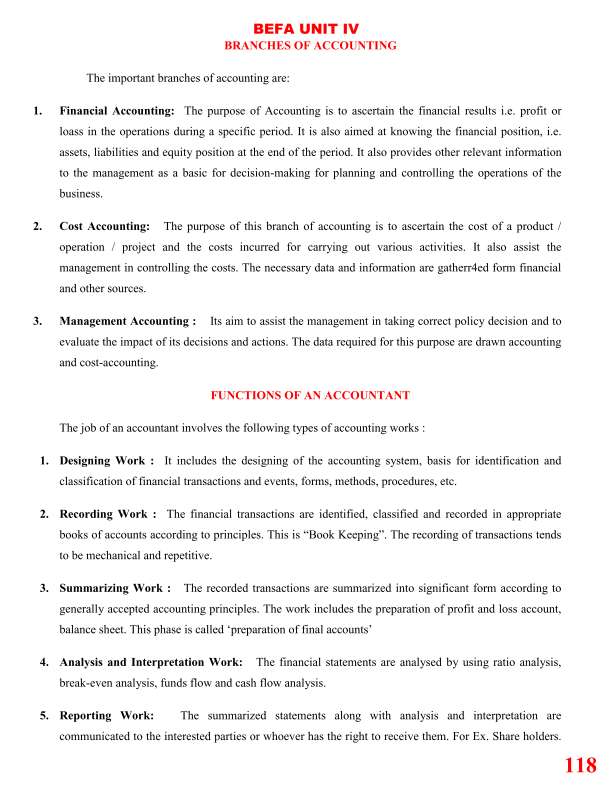 BEFA UNIT IV
BRANCHES OF ACCOUNTING
The important branches of accounting are:
1. Financial Accounting: The purpose of Accounting is to ascertain the financial results i.e. profit or
loass in the operations during a specific period. It is also aimed at knowing the financial position, i.e.
assets, liabilities and equity position at the end of the period. It also provides other relevant information
to the management as a basic for decision-making for planning and controlling the operations of the
business.
2. Cost Accounting: The purpose of this branch of accounting is to ascertain the cost of a product /
operation / project and the costs incurred for carrying out various activities. It also assist the
management in controlling the costs. The necessary data and information are gatherr4ed form financial
and other sources.
3. Management Accounting : Its aim to assist the management in taking correct policy decision and to
evaluate the impact of its decisions and actions. The data required for this purpose are drawn accounting
and cost-accounting.
FUNCTIONS OF AN ACCOUNTANT
The job of an accountant involves the following types of accounting works :
1. Designing Work : It includes the designing of the accounting system, basis for identification and
classification of financial transactions and events, forms, methods, procedures, etc.
2. Recording Work : The financial transactions are identified, classified and recorded in appropriate
books of accounts according to principles. This is “Book Keeping”. The recording of transactions tends
to be mechanical and repetitive.
3. Summarizing Work : The recorded transactions are summarized into significant form according to
generally accepted accounting principles. The work includes the preparation of profit and loss account,
balance sheet. This phase is called ‘preparation of final accounts’
4. Analysis and Interpretation Work: The financial statements are analysed by using ratio analysis,
break-even analysis, funds flow and cash flow analysis.
5. Reporting Work: The summarized statements along with analysis and interpretation are
communicated to the interested parties or whoever has the right to receive them. For Ex. Share holders.
118